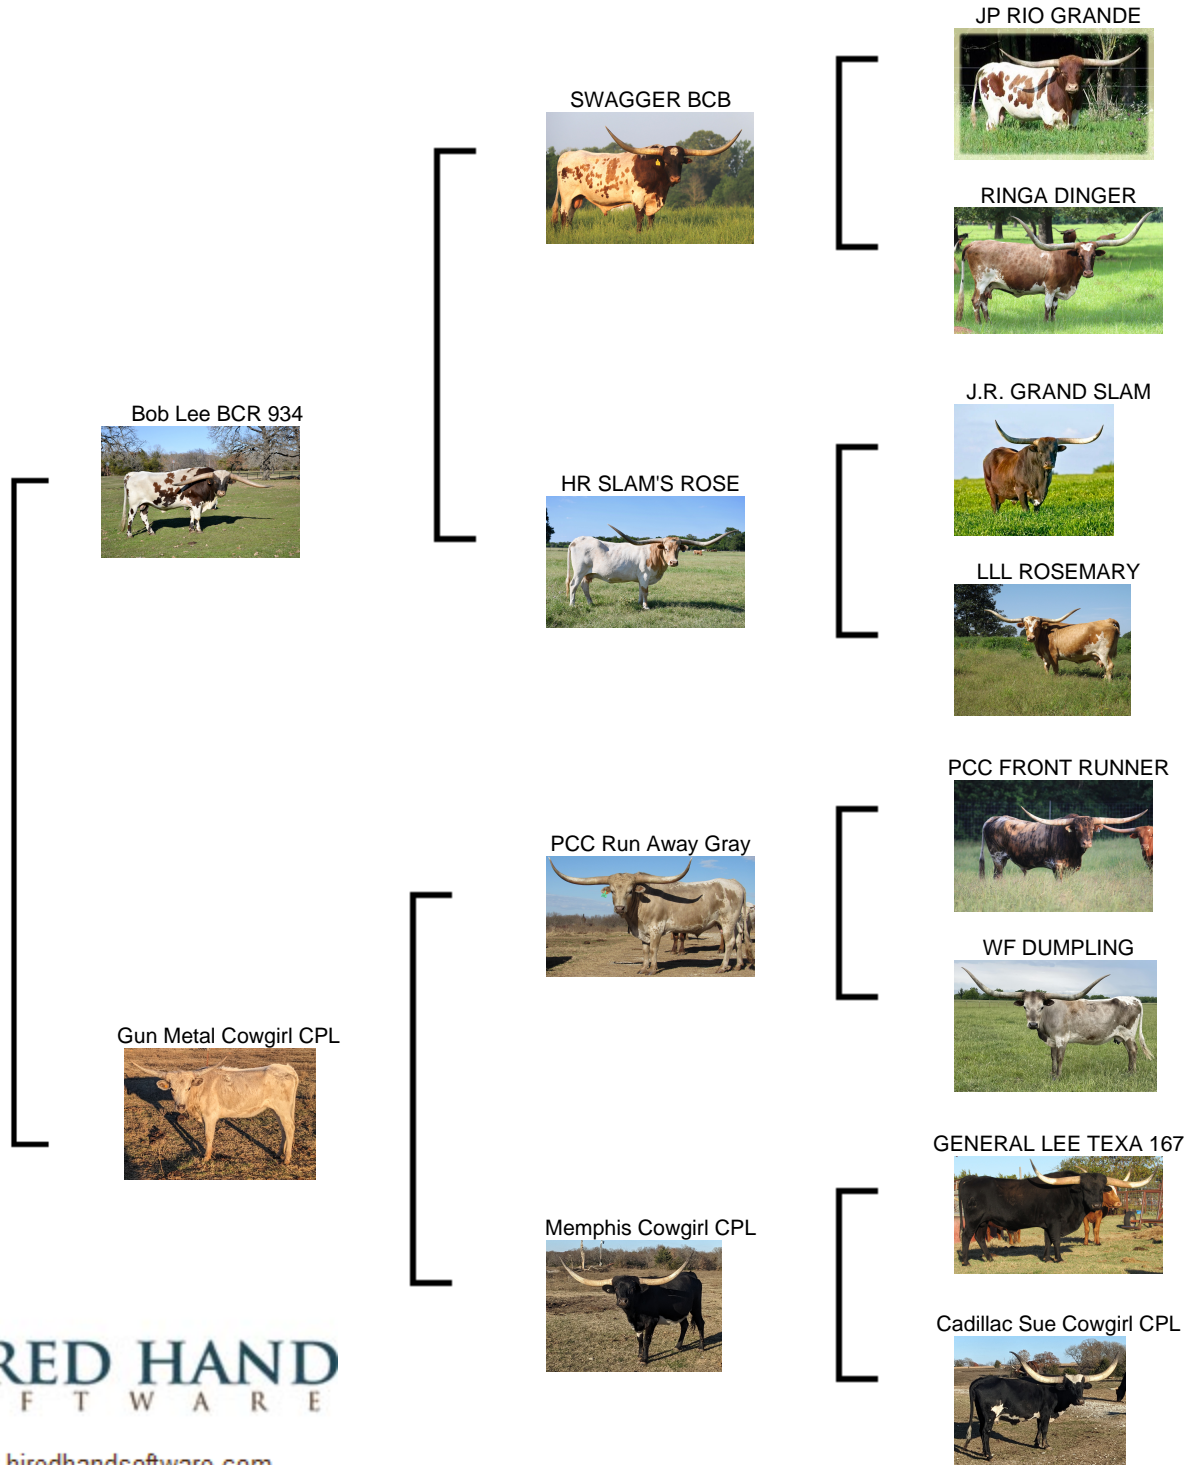 JP RIO GRANDE
SWAGGER BCB
RINGA DINGER
J.R. GRAND SLAM
Bob Lee BCR 934
HR SLAM'S ROSE
LLL ROSEMARY
PCC FRONT RUNNER
PCC Run Away Gray
WF DUMPLING
Gun Metal Cowgirl CPL
GENERAL LEE TEXA 167
Memphis Cowgirl CPL
Cadillac Sue Cowgirl CPL
RED HAND
F T W A R E
hiredhandsoftware.com